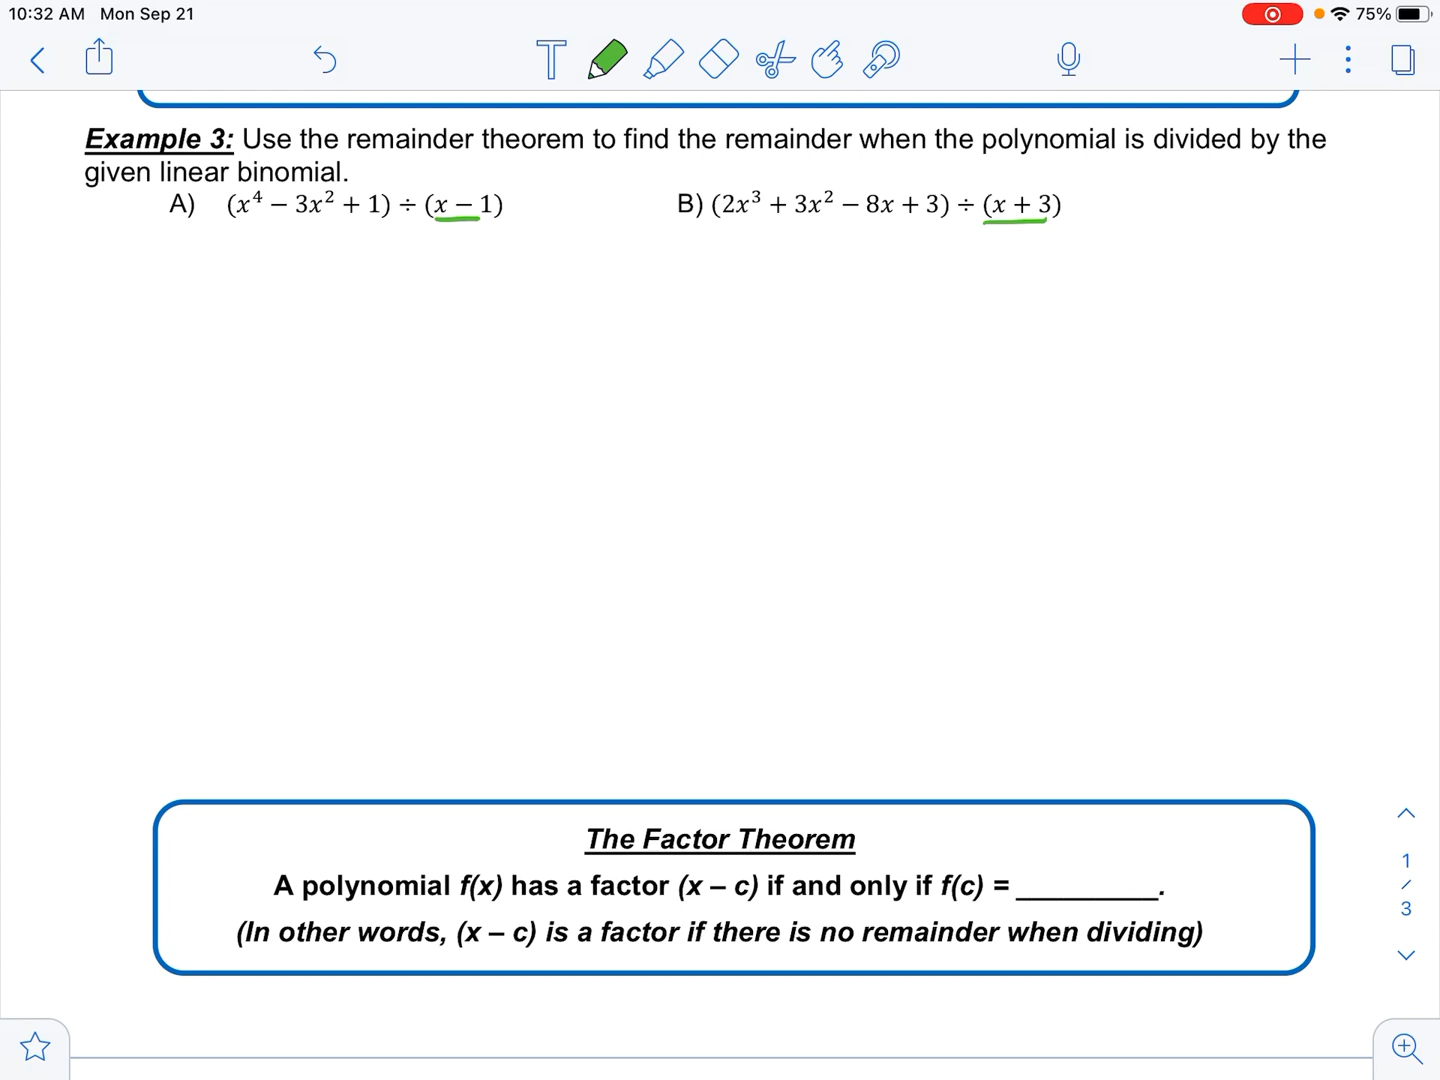 10:32 AM Mon Sep 21
75%
Example 3: Use the remainder theorem to find the remainder when the polynomial is divided by the
given linear binomial.
A) (x⁴ − 3x² + 1) ÷ (x − 1)
B) (2x³ + 3x² − 8x + 3) ÷ (x + 3)
The Factor Theorem
A polynomial f(x) has a factor (x – c) if and only if f(c) = _________.
(In other words, (x – c) is a factor if there is no remainder when dividing)
1
/
3